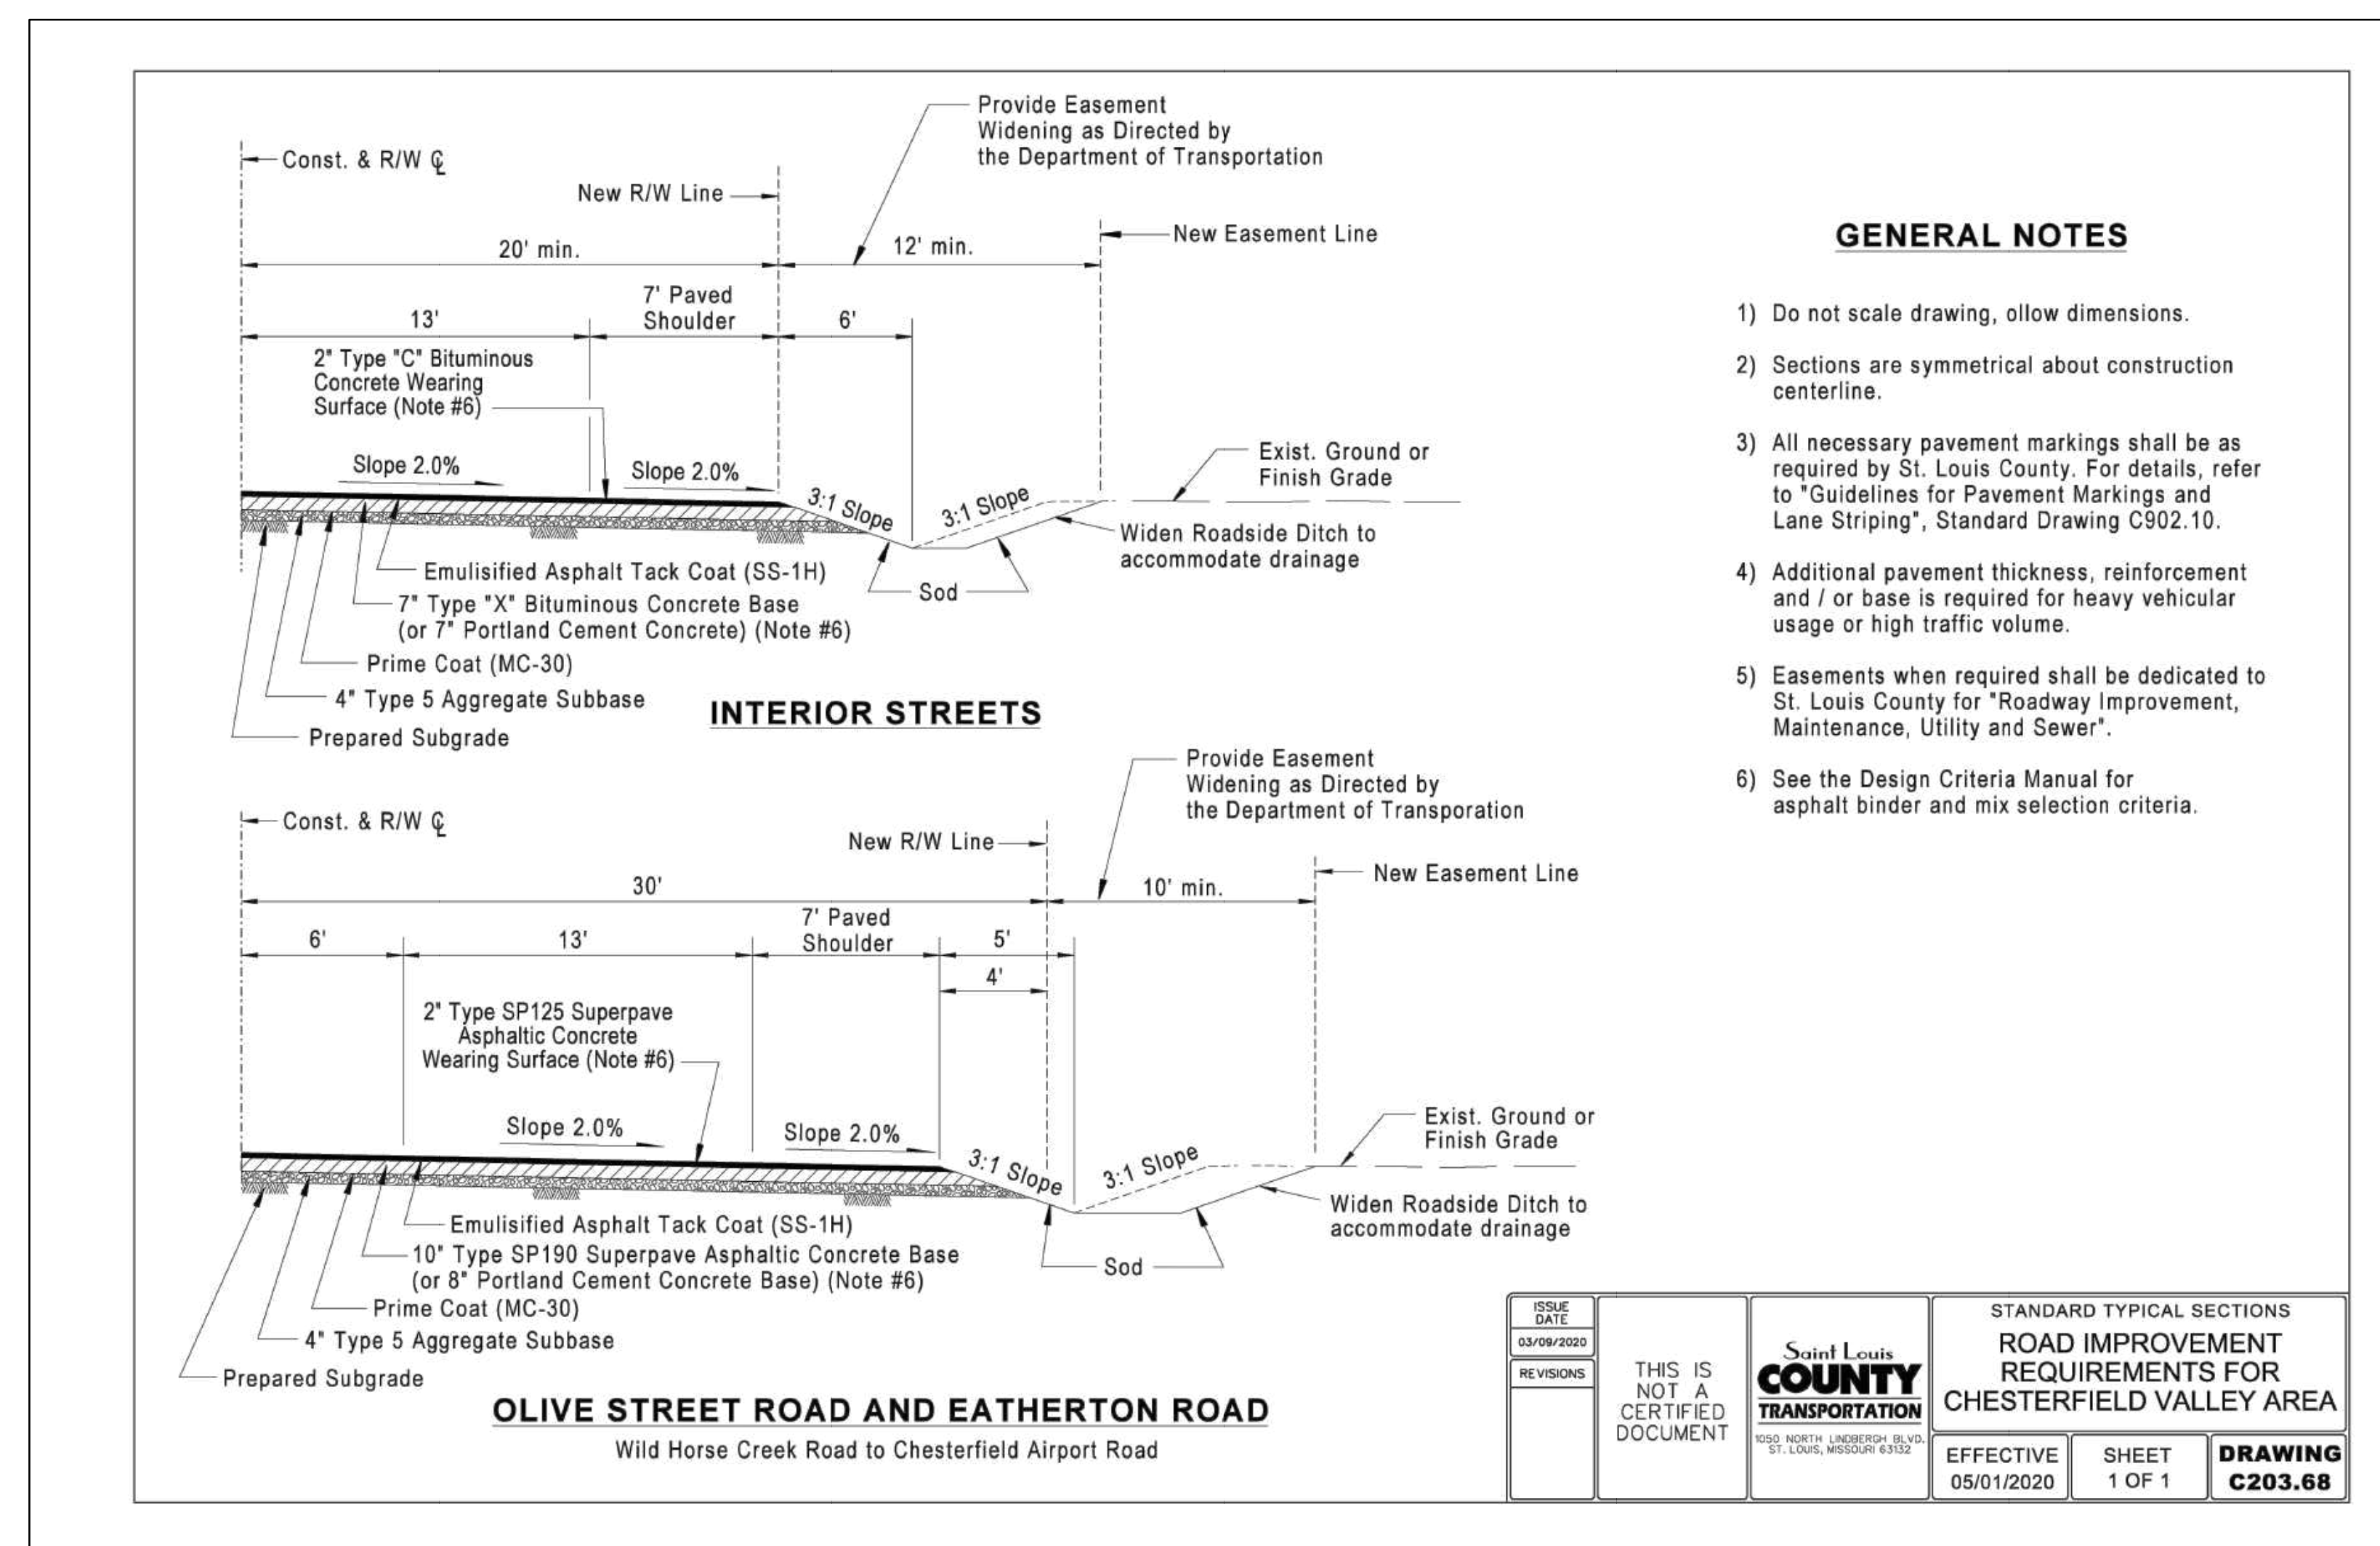 Provide Easement
Widening as Directed by
the Department of Transportation
Const. & R/W ℄
New R/W Line
New Easement Line
20' min.
12' min.
13'
7' Paved
Shoulder
6'
2" Type "C" Bituminous
Concrete Wearing
Surface (Note #6)
Slope 2.0%
Slope 2.0%
3:1 Slope
3:1 Slope
Exist. Ground or
Finish Grade
Widen Roadside Ditch to
accommodate drainage
Sod
Emulisified Asphalt Tack Coat (SS-1H)
7" Type "X" Bituminous Concrete Base
(or 7" Portland Cement Concrete) (Note #6)
Prime Coat (MC-30)
4" Type 5 Aggregate Subbase
Prepared Subgrade
INTERIOR STREETS
Provide Easement
Widening as Directed by
the Department of Transporation
Const. & R/W ℄
New R/W Line
New Easement Line
30'
10' min.
6'
13'
7' Paved
Shoulder
5'
4'
2" Type SP125 Superpave
Asphaltic Concrete
Wearing Surface (Note #6)
Slope 2.0%
Slope 2.0%
3:1 Slope
3:1 Slope
Exist. Ground or
Finish Grade
Widen Roadside Ditch to
accommodate drainage
Sod
Emulisified Asphalt Tack Coat (SS-1H)
10" Type SP190 Superpave Asphaltic Concrete Base
(or 8" Portland Cement Concrete Base) (Note #6)
Prime Coat (MC-30)
4" Type 5 Aggregate Subbase
Prepared Subgrade
OLIVE STREET ROAD AND EATHERTON ROAD
Wild Horse Creek Road to Chesterfield Airport Road
GENERAL NOTES
1) Do not scale drawing, ollow dimensions.
2) Sections are symmetrical about construction
centerline.
3) All necessary pavement markings shall be as
required by St. Louis County. For details, refer
to "Guidelines for Pavement Markings and
Lane Striping", Standard Drawing C902.10.
4) Additional pavement thickness, reinforcement
and / or base is required for heavy vehicular
usage or high traffic volume.
5) Easements when required shall be dedicated to
St. Louis County for "Roadway Improvement,
Maintenance, Utility and Sewer".
6) See the Design Criteria Manual for
asphalt binder and mix selection criteria.
ISSUE
DATE
03/09/2020
REVISIONS
THIS IS
NOT A
CERTIFIED
DOCUMENT
Saint Louis
COUNTY
TRANSPORTATION
1050 NORTH LINDBERGH BLVD.
ST. LOUIS, MISSOURI 63132
STANDARD TYPICAL SECTIONS
ROAD IMPROVEMENT
REQUIREMENTS FOR
CHESTERFIELD VALLEY AREA
EFFECTIVE
05/01/2020
SHEET
1 OF 1
DRAWING
C203.68